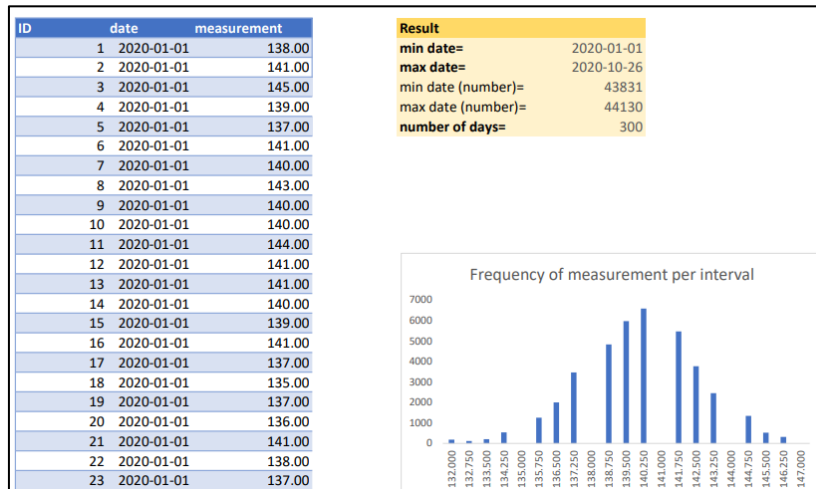 ID date measurement
1 2020-01-01 138.00
2 2020-01-01 141.00
3 2020-01-01 145.00
4 2020-01-01 139.00
5 2020-01-01 137.00
6 2020-01-01 141.00
7 2020-01-01 140.00
8 2020-01-01 143.00
9 2020-01-01 140.00
10 2020-01-01 140.00
11 2020-01-01 144.00
12 2020-01-01 141.00
13 2020-01-01 141.00
14 2020-01-01 140.00
15 2020-01-01 139.00
16 2020-01-01 141.00
17 2020-01-01 137.00
18 2020-01-01 135.00
19 2020-01-01 137.00
20 2020-01-01 136.00
21 2020-01-01 141.00
22 2020-01-01 138.00
23 2020-01-01 137.00
Result
min date= 2020-01-01
max date= 2020-10-26
min date (number)= 43831
max date (number)= 44130
number of days= 300
Frequency of measurement per interval
7000
6000
5000
4000
3000
2000
1000
0
132.000
132.750
133.500
134.250
135.000
135.750
136.500
137.250
138.000
138.750
139.500
140.250
141.000
141.750
142.500
143.250
144.000
144.750
145.500
146.250
147.000